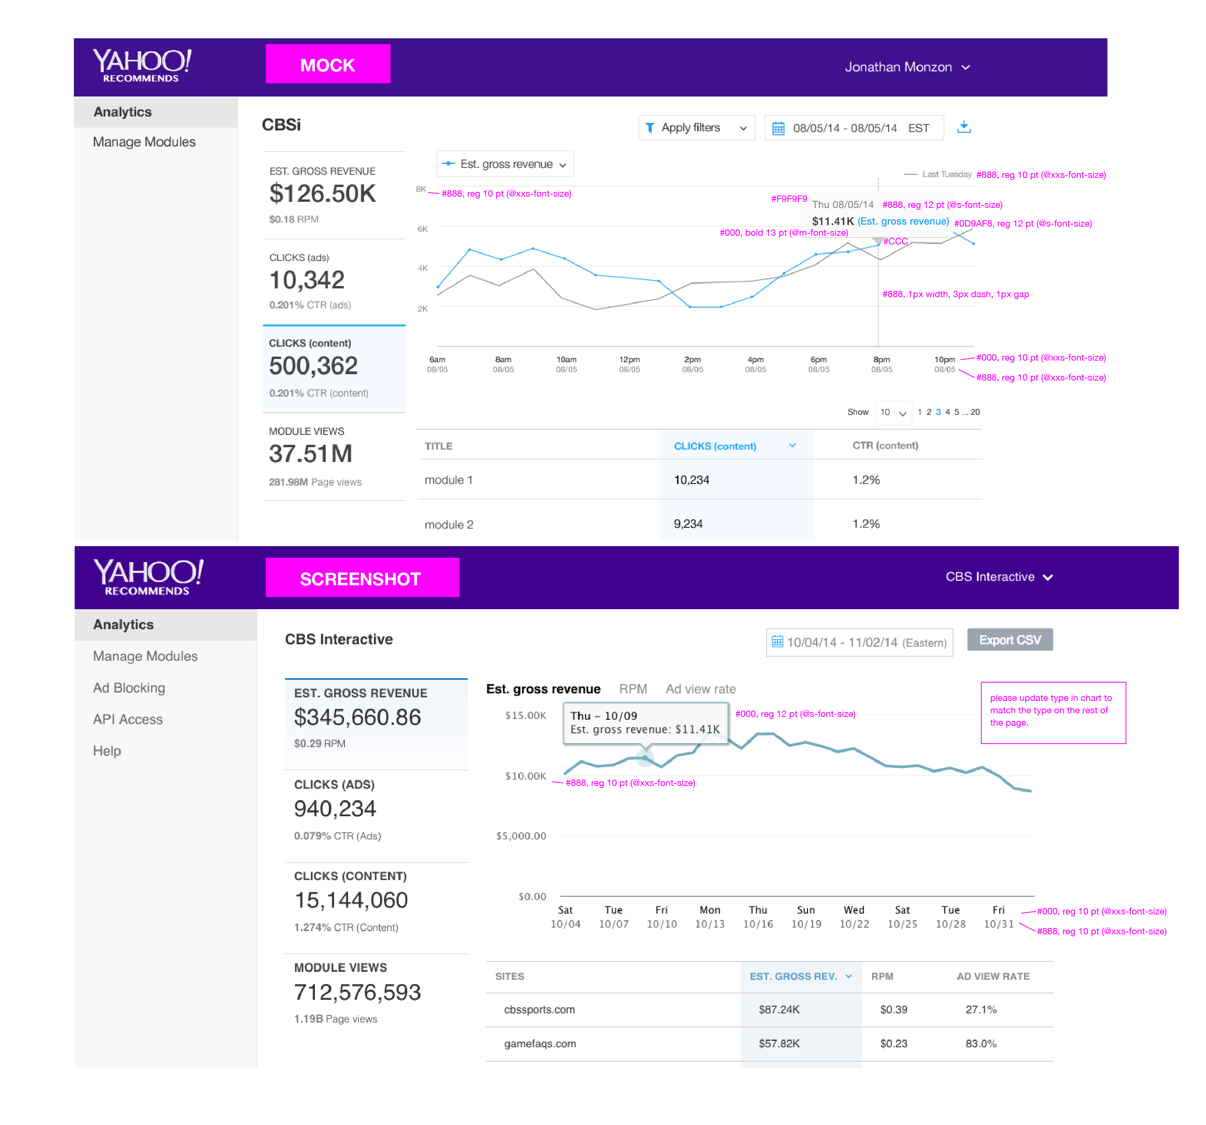 YAHOO!
RECOMMENDS
MOCK
Jonathan Monzon
Analytics
Manage Modules
CBSi
Apply filters
08/05/14 - 08/05/14 EST
EST. GROSS REVENUE
$126.50K
$0.18 RPM
CLICKS (ads)
10,342
0.201% CTR (ads)
CLICKS (content)
500,362
0.201% CTR (content)
MODULE VIEWS
37.51M
281.98M Page views
Est. gross revenue
Last Tuesday #888, reg 10 pt (@xxs-font-size)
8K #888, reg 10 pt (@xxs-font-size)
#F9F9F9
Thu 08/05/14 #888, reg 12 pt (@s-font-size)
$11.41K (Est. gross revenue) #0D9AF8, reg 12 pt (@s-font-size)
#000, bold 13 pt (@m-font-size)
#CCC
6K
4K
2K
#888, 1px width, 3px dash, 1px gap
6am 8am 10am 12pm 2pm 4pm 6pm 8pm 10pm #000, reg 10 pt (@xxs-font-size)
08/05 08/05 08/05 08/05 08/05 08/05 08/05 08/05 08/05 #888, reg 10 pt (@xxs-font-size)
Show 10 1 2 3 4 5 ... 20
TITLE CLICKS (content) CTR (content)
module 1 10,234 1.2%
module 2 9,234 1.2%
YAHOO!
RECOMMENDS
SCREENSHOT
CBS Interactive
Analytics
Manage Modules
Ad Blocking
API Access
Help
CBS Interactive
10/04/14 - 11/02/14 (Eastern)
Export CSV
EST. GROSS REVENUE
$345,660.86
$0.29 RPM
CLICKS (ADS)
940,234
0.079% CTR (Ads)
CLICKS (CONTENT)
15,144,060
1.274% CTR (Content)
MODULE VIEWS
712,576,593
1.19B Page views
Est. gross revenue RPM Ad view rate
please update type in chart to
match the type on the rest of
the page.
$15.00K
Thu – 10/09
Est. gross revenue: $11.41K
#000, reg 12 pt (@s-font-size)
$10.00K
#888, reg 10 pt (@xxs-font-size)
$5,000.00
$0.00
Sat Tue Fri Mon Thu Sun Wed Sat Tue Fri #000, reg 10 pt (@xxs-font-size)
10/04 10/07 10/10 10/13 10/16 10/19 10/22 10/25 10/28 10/31 #888, reg 10 pt (@xxs-font-size)
SITES EST. GROSS REV. RPM AD VIEW RATE
cbssports.com $87.24K $0.39 27.1%
gamefaqs.com $57.82K $0.23 83.0%